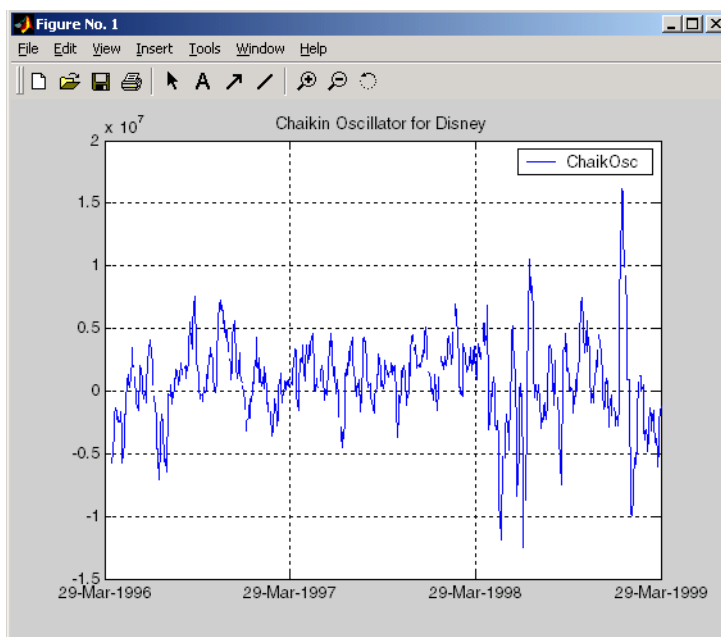 Figure No. 1
File Edit View Insert Tools Window Help
A
x 10^7
Chaikin Oscillator for Disney
ChaikOsc
2
1.5
1
0.5
0
-0.5
-1
-1.5
29-Mar-1996 29-Mar-1997 29-Mar-1998 29-Mar-1999